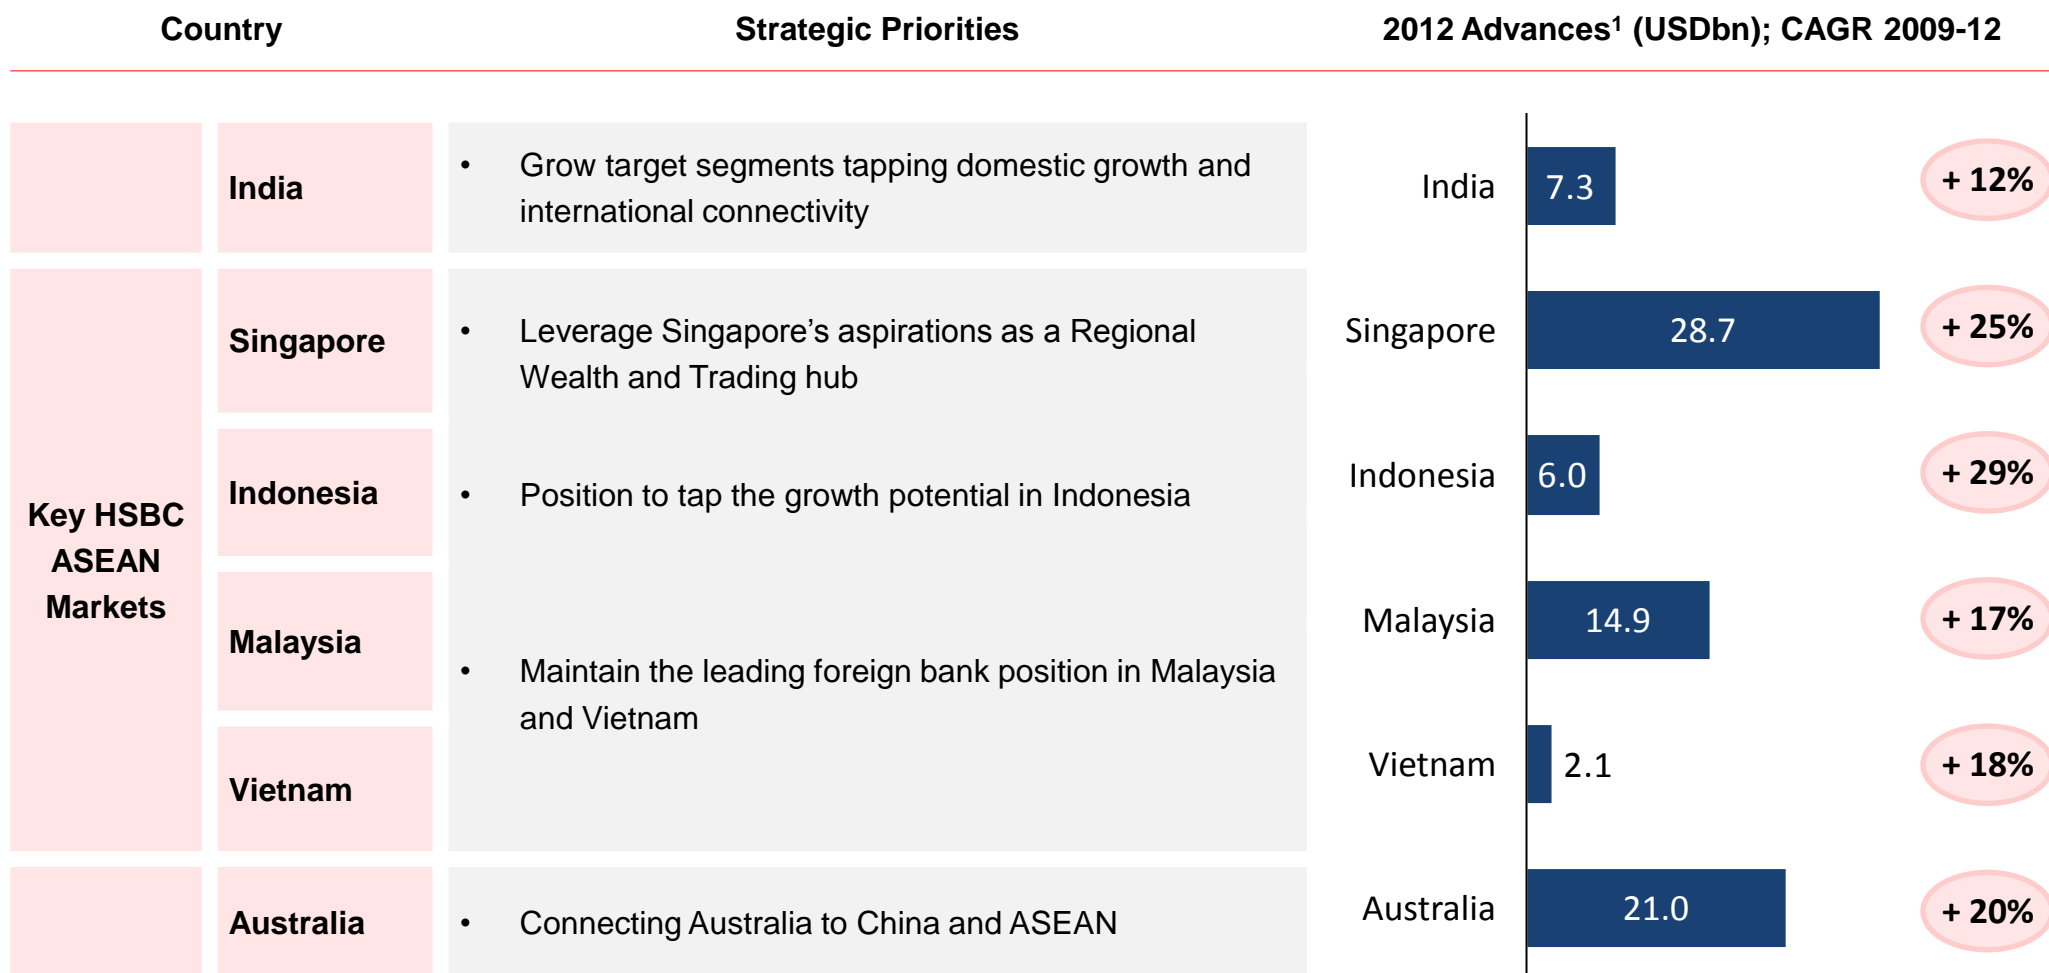 Country
Strategic Priorities
2012 Advances¹ (USDbn); CAGR 2009-12
India
• Grow target segments tapping domestic growth and
international connectivity
India
7.3
+ 12%
Key HSBC
ASEAN
Markets
Singapore
• Leverage Singapore’s aspirations as a Regional
Wealth and Trading hub
Singapore
28.7
+ 25%
Indonesia
• Position to tap the growth potential in Indonesia
Indonesia
6.0
+ 29%
Malaysia
• Maintain the leading foreign bank position in Malaysia
and Vietnam
Malaysia
14.9
+ 17%
Vietnam
Vietnam
2.1
+ 18%
Australia
• Connecting Australia to China and ASEAN
Australia
21.0
+ 20%